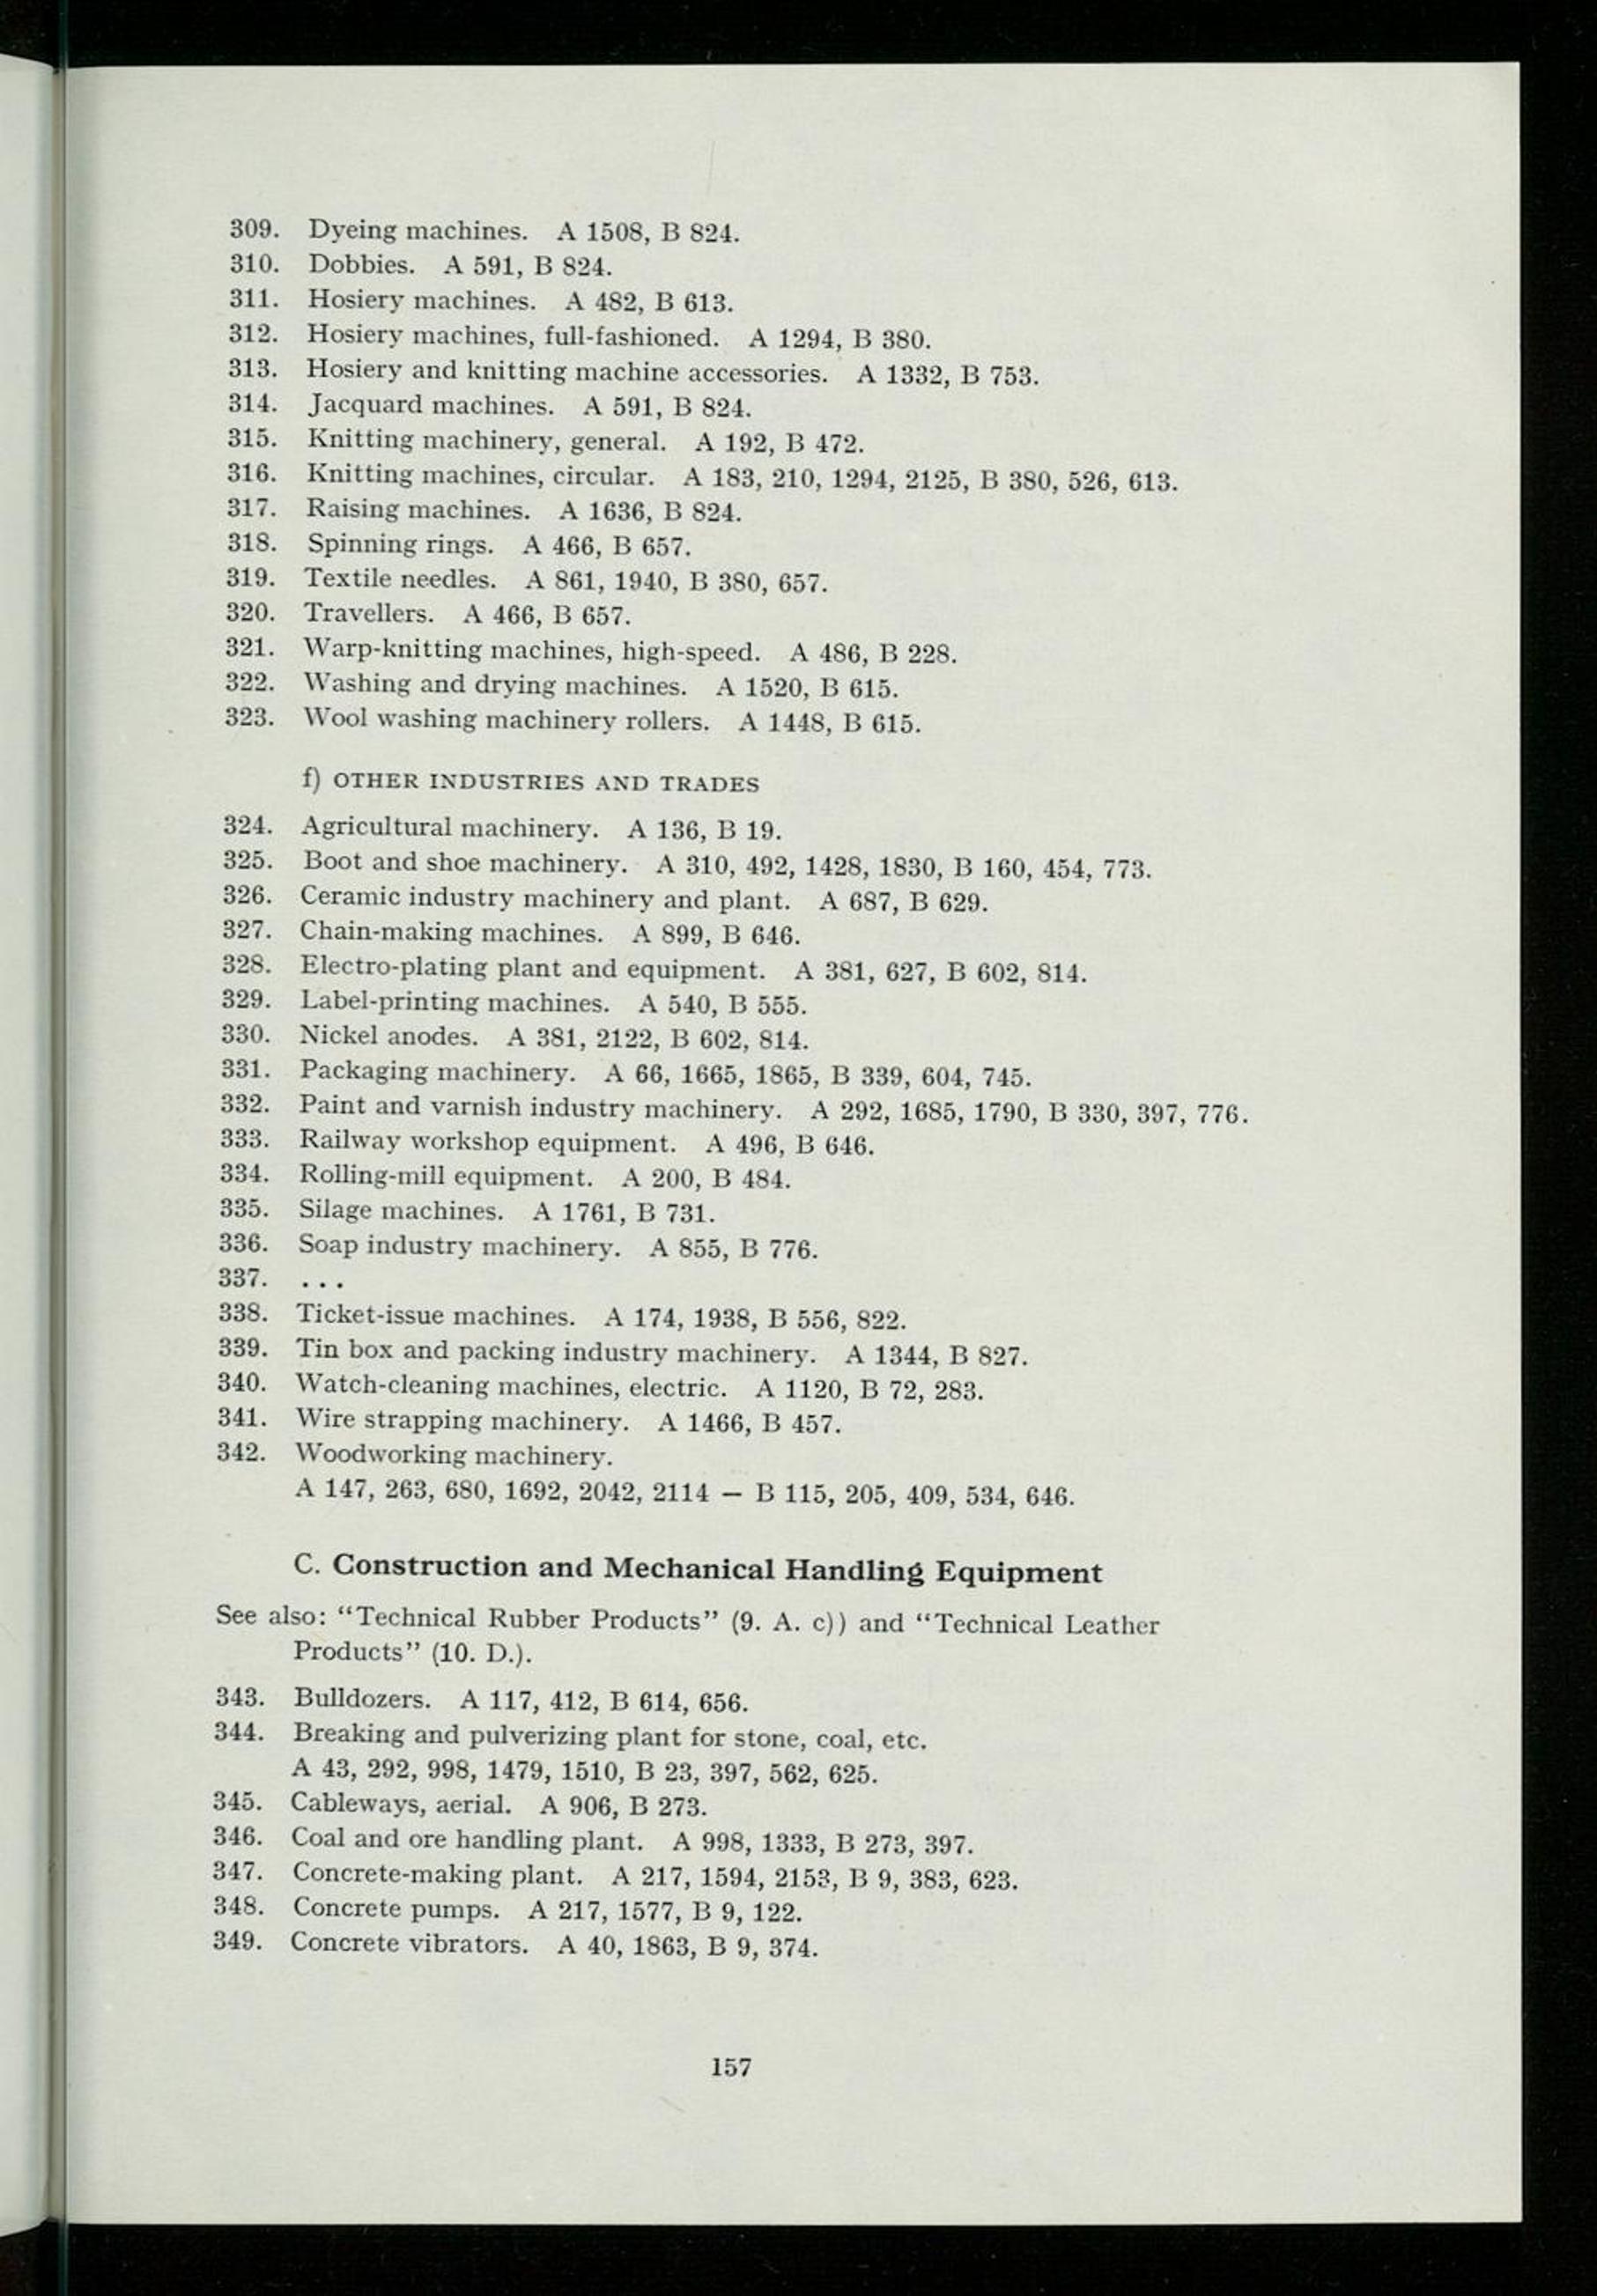 309. Dyeing machines. A 1508, B 824.
310. Dobbies. A 591, B 824.
311. Hosiery machines. A 482, B 613.
312. Hosiery machines, full-fashioned. A 1294, B 380.
313. Hosiery and knitting machine accessories. A 1332, B 753.
314. Jacquard machines. A 591, B 824.
315. Knitting machinery, general. A 192, B 472.
316. Knitting machines, circular. A 183, 210, 1294, 2125, B 380, 526, 613.
317. Raising machines. A 1636, B 824.
318. Spinning rings. A 466, B 657.
319. Textile needles. A 861, 1940, B 380, 657.
320. Travellers. A 466, B 657.
321. Warp-knitting machines, high-speed. A 486, B 228.
322. Washing and drying machines. A 1520, B 615.
323. Wool washing machinery rollers. A 1448, B 615.
f) OTHER INDUSTRIES AND TRADES
324. Agricultural machinery. A 136, B 19.
325. Boot and shoe machinery. A 310, 492, 1428, 1830, B 160, 454, 773.
326. Ceramic industry machinery and plant. A 687, B 629.
327. Chain-making machines. A 899, B 646.
328. Electro-plating plant and equipment. A 381, 627, B 602, 814.
329. Label-printing machines. A 540, B 555.
330. Nickel anodes. A 381, 2122, B 602, 814.
331. Packaging machinery. A 66, 1665, 1865, B 339, 604, 745.
332. Paint and varnish industry machinery. A 292, 1685, 1790, B 330, 397, 776.
333. Railway workshop equipment. A 496, B 646.
334. Rolling-mill equipment. A 200, B 484.
335. Silage machines. A 1761, B 731.
336. Soap industry machinery. A 855, B 776.
337. ...
338. Ticket-issue machines. A 174, 1938, B 556, 822.
339. Tin box and packing industry machinery. A 1344, B 827.
340. Watch-cleaning machines, electric. A 1120, B 72, 283.
341. Wire strapping machinery. A 1466, B 457.
342. Woodworking machinery.
A 147, 263, 680, 1692, 2042, 2114 — B 115, 205, 409, 534, 646.
C. Construction and Mechanical Handling Equipment
See also: “Technical Rubber Products” (9. A. c)) and “Technical Leather
Products” (10. D.).
343. Bulldozers. A 117, 412, B 614, 656.
344. Breaking and pulverizing plant for stone, coal, etc.
A 43, 292, 998, 1479, 1510, B 23, 397, 562, 625.
345. Cableways, aerial. A 906, B 273.
346. Coal and ore handling plant. A 998, 1333, B 273, 397.
347. Concrete-making plant. A 217, 1594, 2153, B 9, 383, 623.
348. Concrete pumps. A 217, 1577, B 9, 122.
349. Concrete vibrators. A 40, 1863, B 9, 374.
157